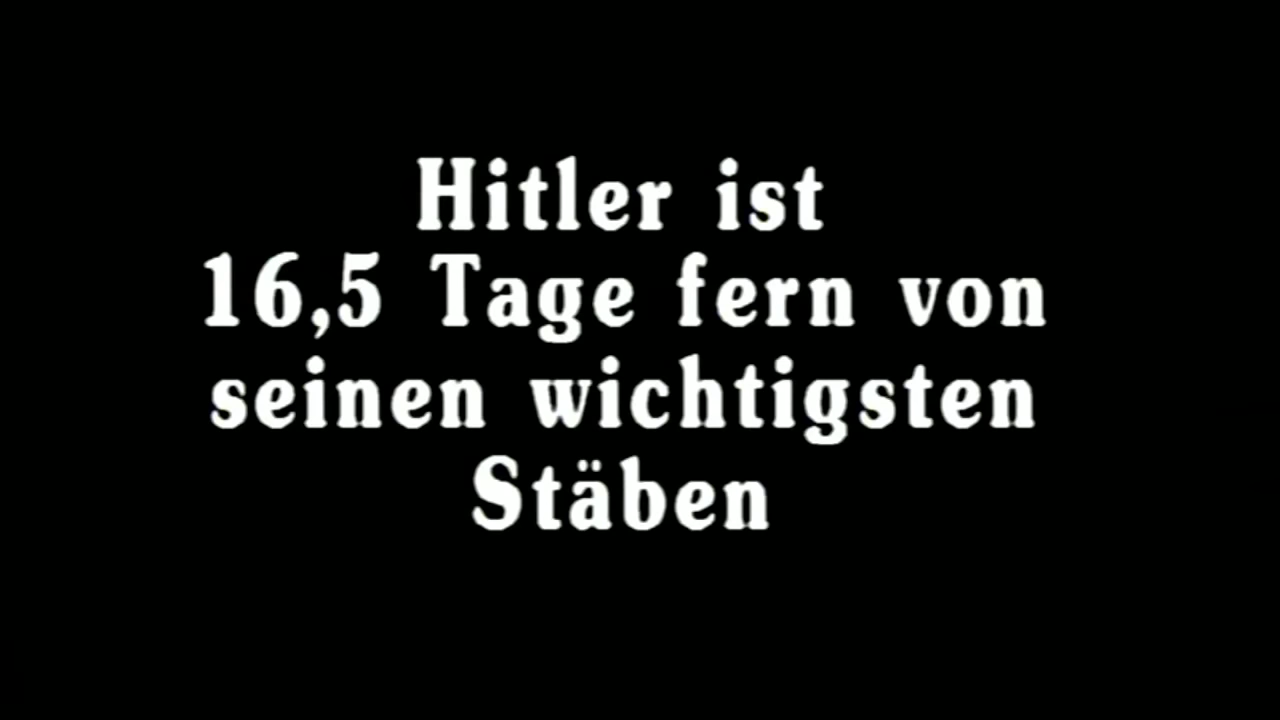 Hitler ist
16,5 Tage fern von
seinen wichtigsten
Stäben